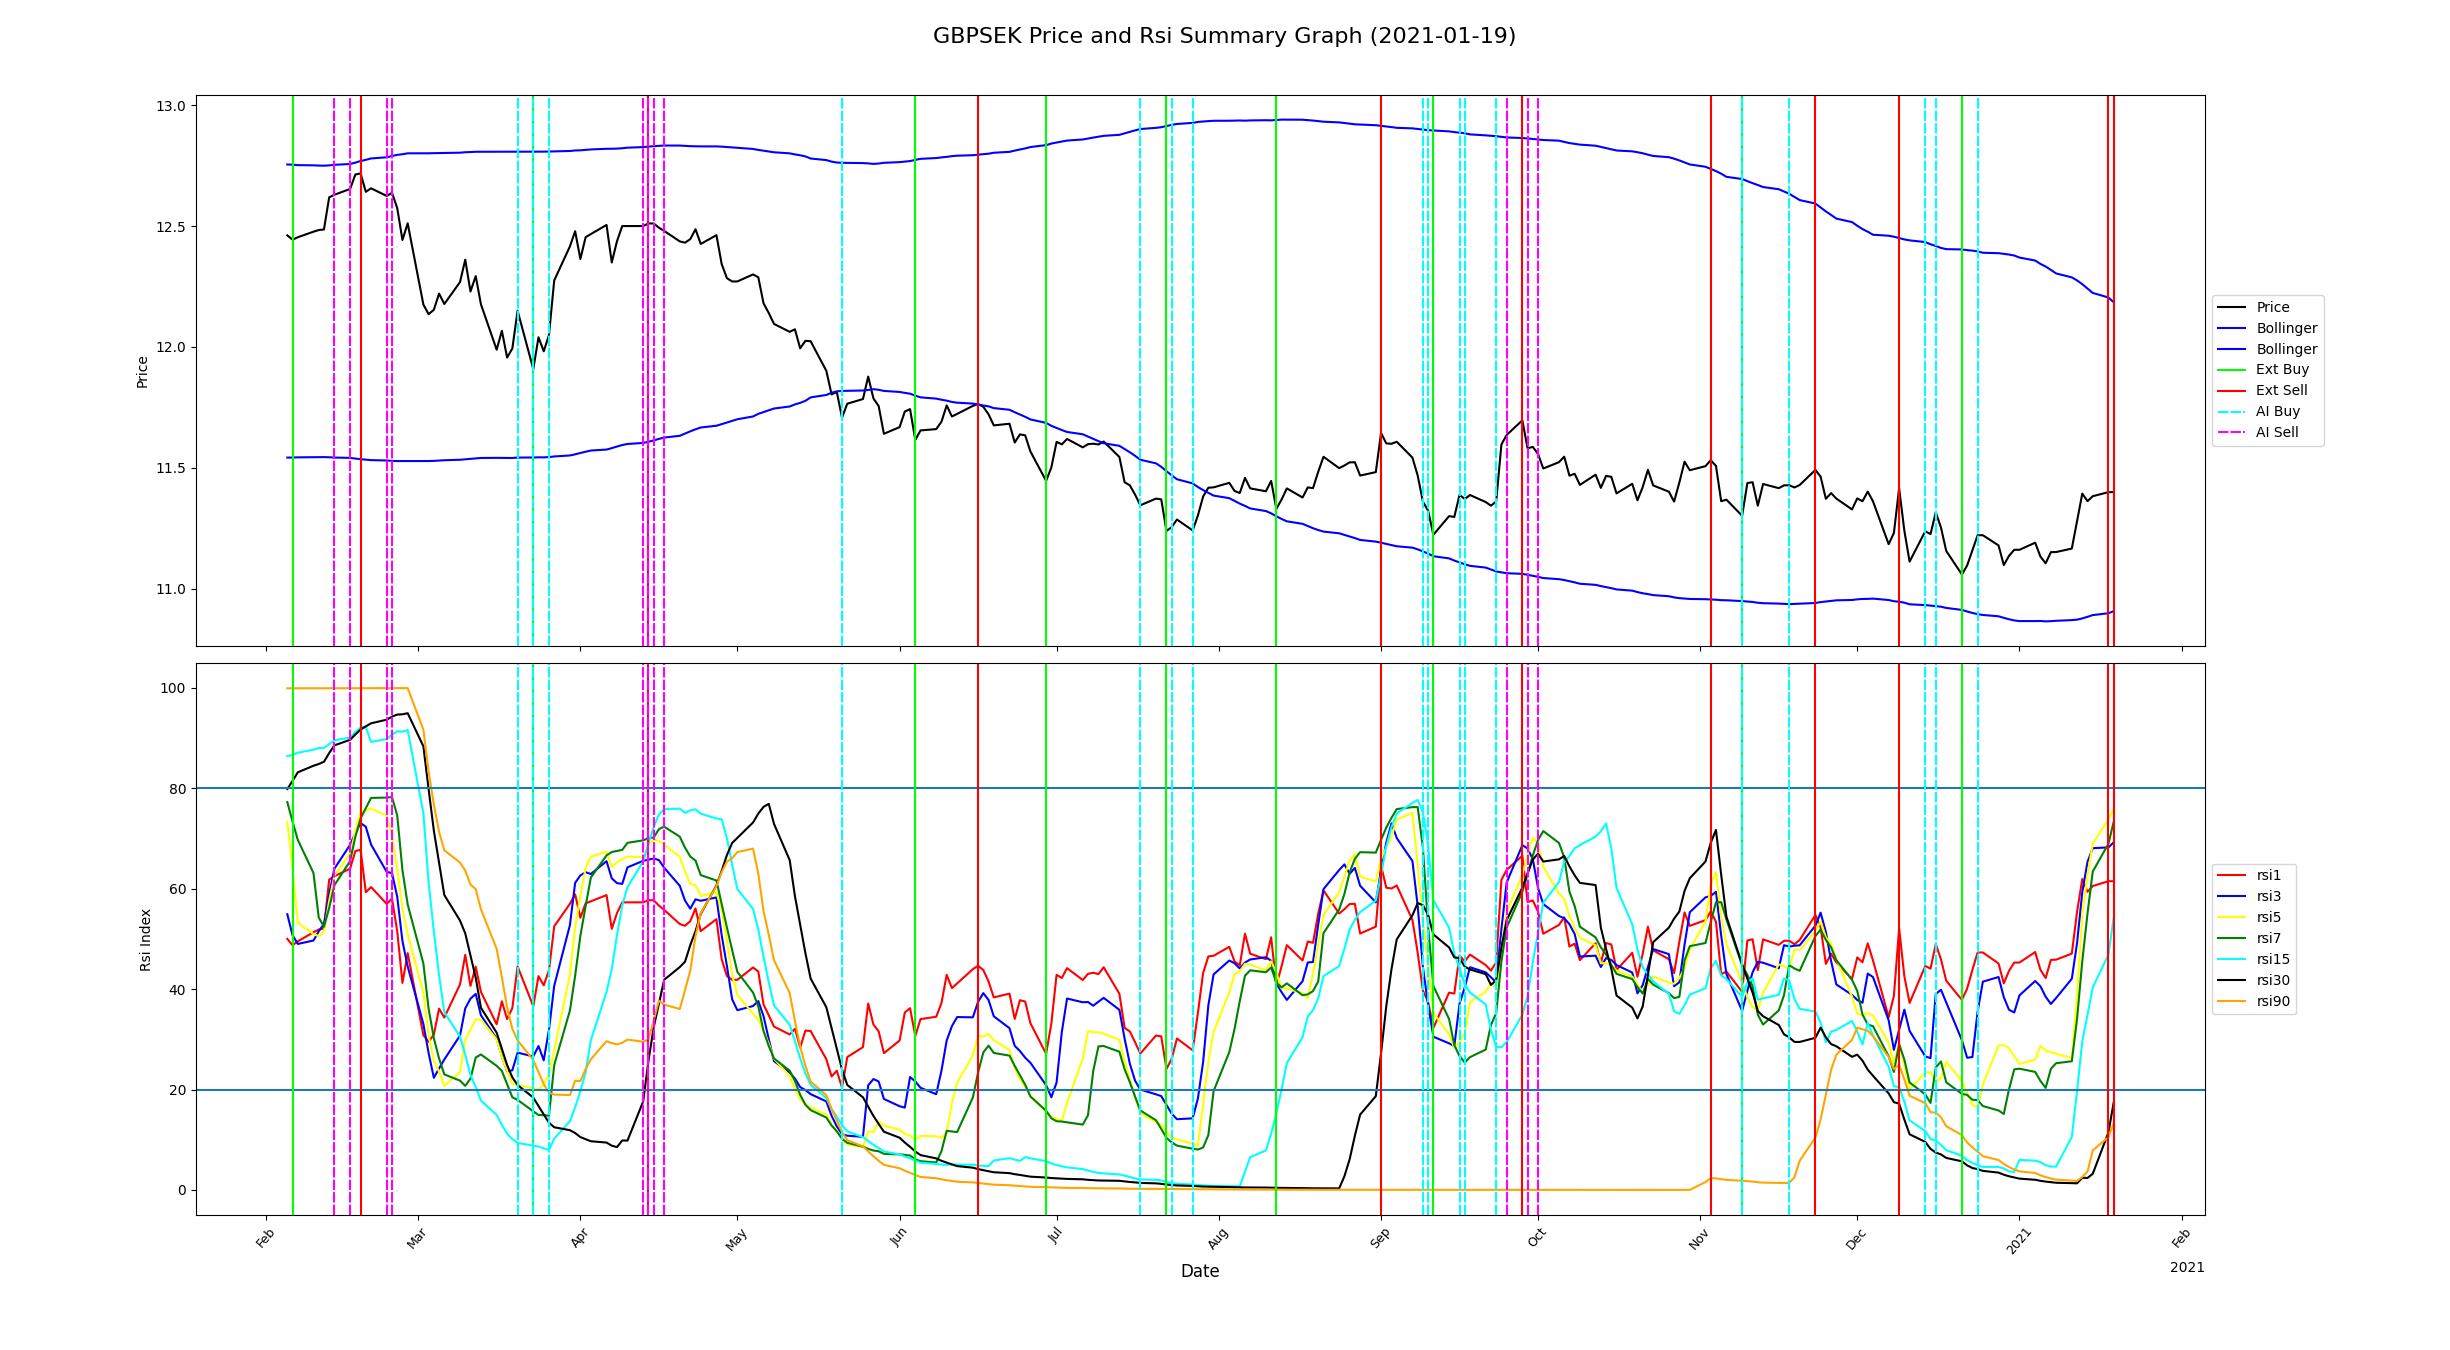 GBPSEK Price and Rsi Summary Graph (2021-01-19)
13.0
12.5
12.0
11.5
11.0
Price
Price
Bollinger
Bollinger
Ext Buy
Ext Sell
AI Buy
AI Sell
100
80
60
40
20
0
Rsi Index
rsi1
rsi3
rsi5
rsi7
rsi15
rsi30
rsi90
Feb Mar Apr May Jun Jul Aug Sep Oct Nov Dec 2021 Feb
Date
2021